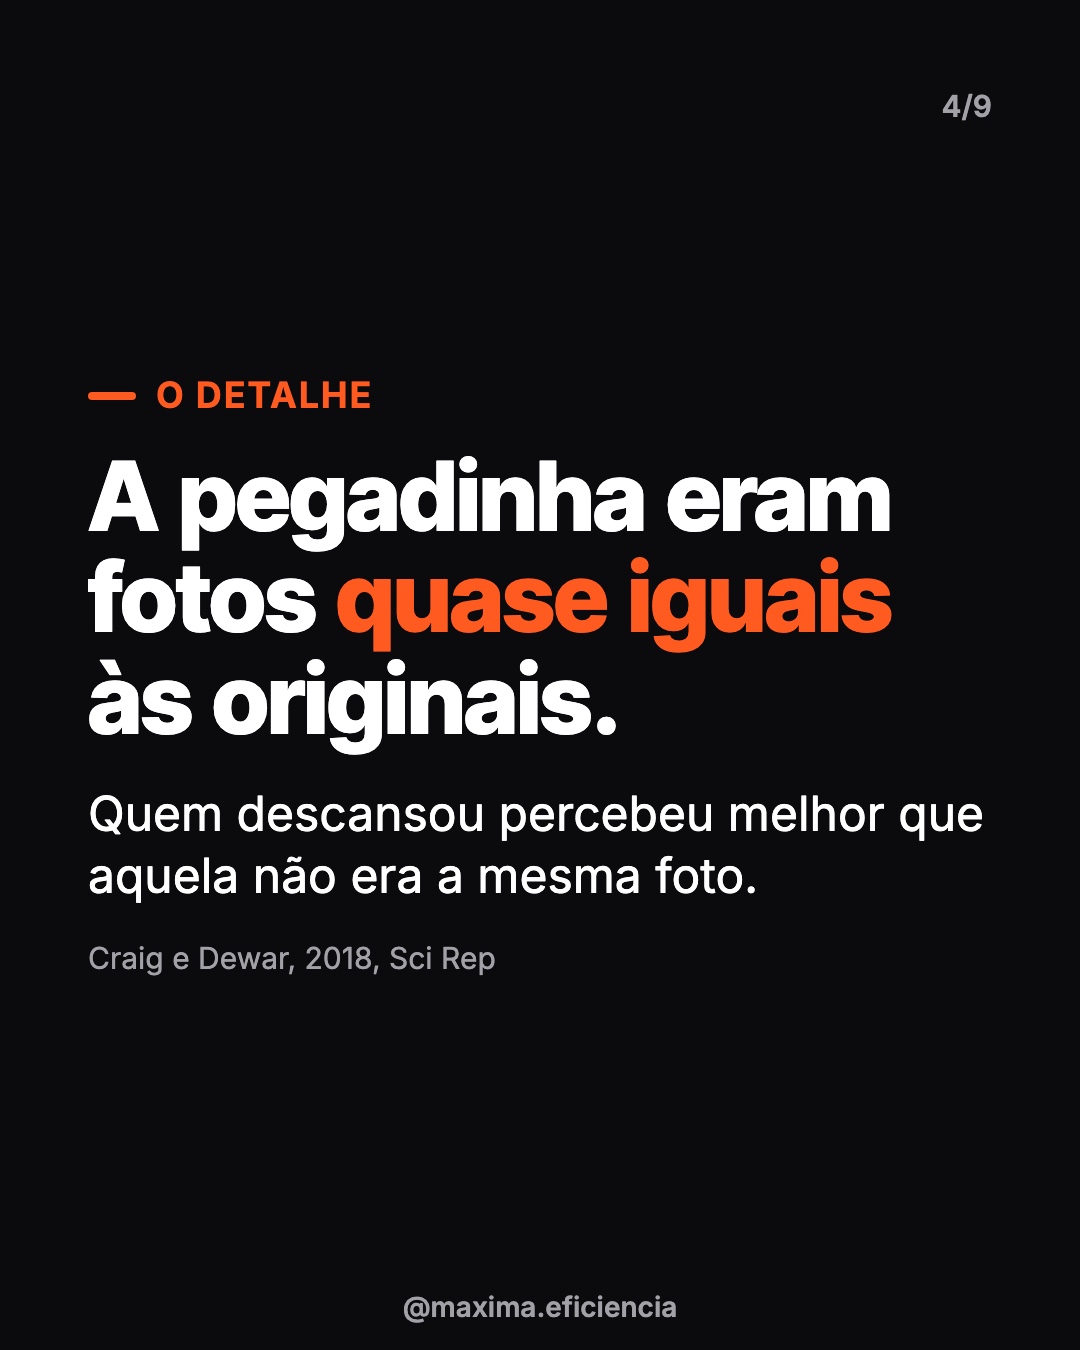 4/9
O DETALHE
A pegadinha eram
fotos quase iguais
às originais.
Quem descansou percebeu melhor que
aquela não era a mesma foto.
Craig e Dewar, 2018, Sci Rep
@maxima.eficiencia